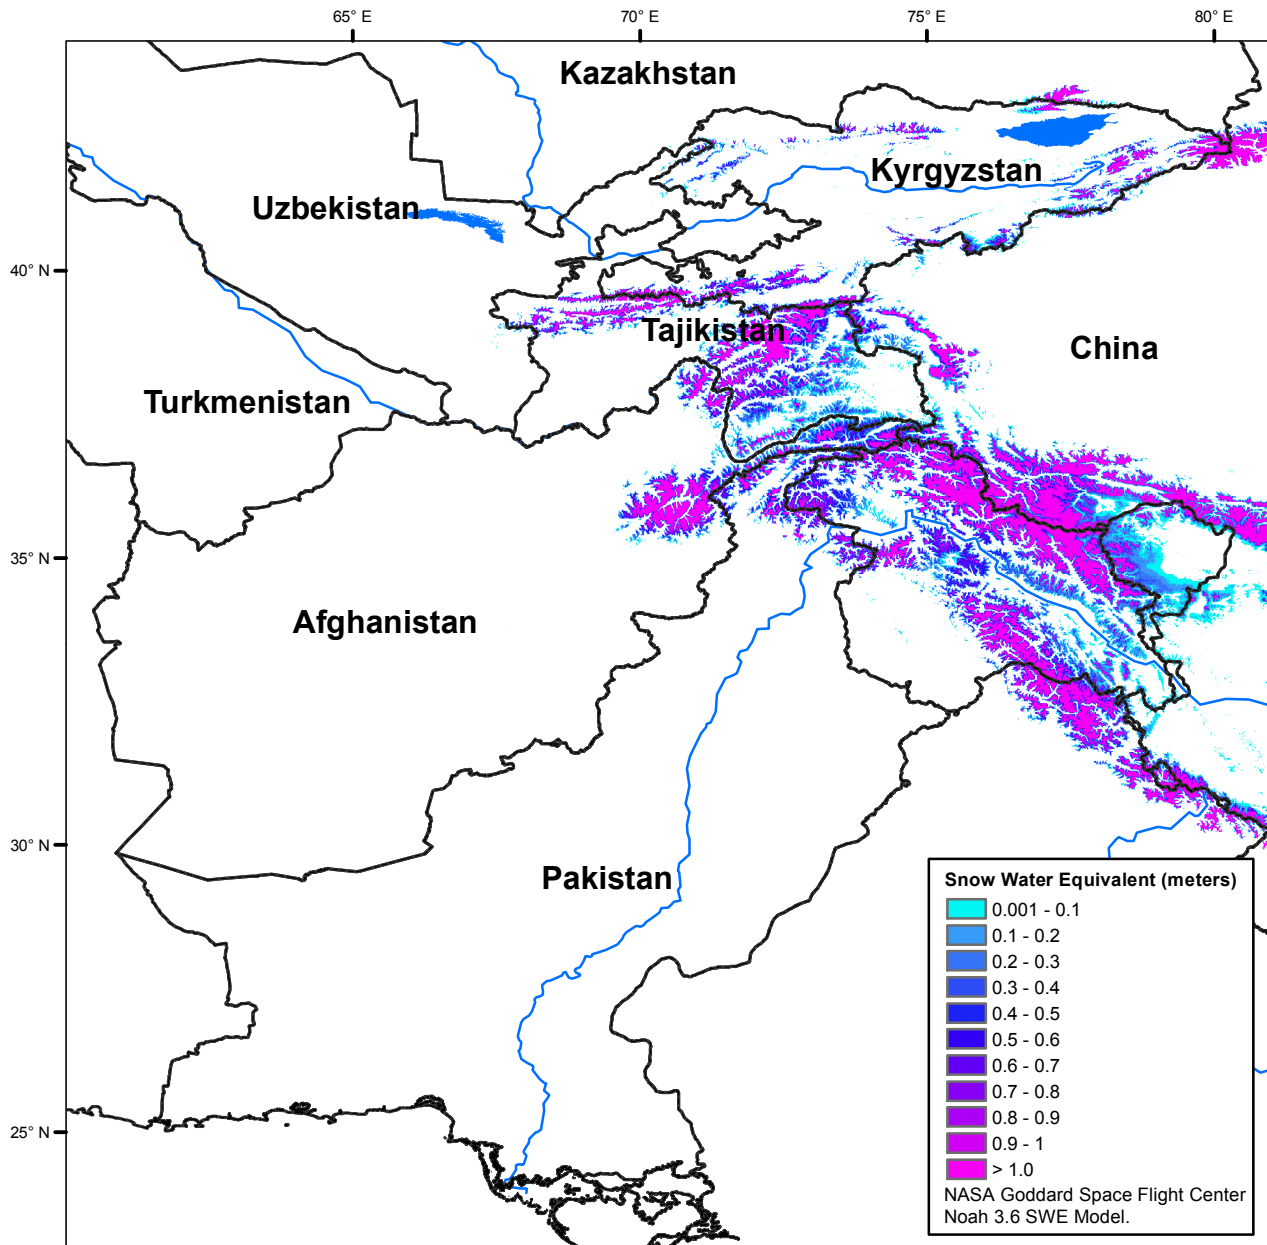 65° E
70° E
75° E
80° E
Kazakhstan
Kyrgyzstan
Uzbekistan
40° N
Tajikistan
China
Turkmenistan
35° N
Afghanistan
30° N
Pakistan
Snow Water Equivalent (meters)
0.001 - 0.1
0.1 - 0.2
0.2 - 0.3
0.3 - 0.4
0.4 - 0.5
0.5 - 0.6
0.6 - 0.7
0.7 - 0.8
0.8 - 0.9
0.9 - 1
> 1.0
NASA Goddard Space Flight Center
Noah 3.6 SWE Model.
25° N